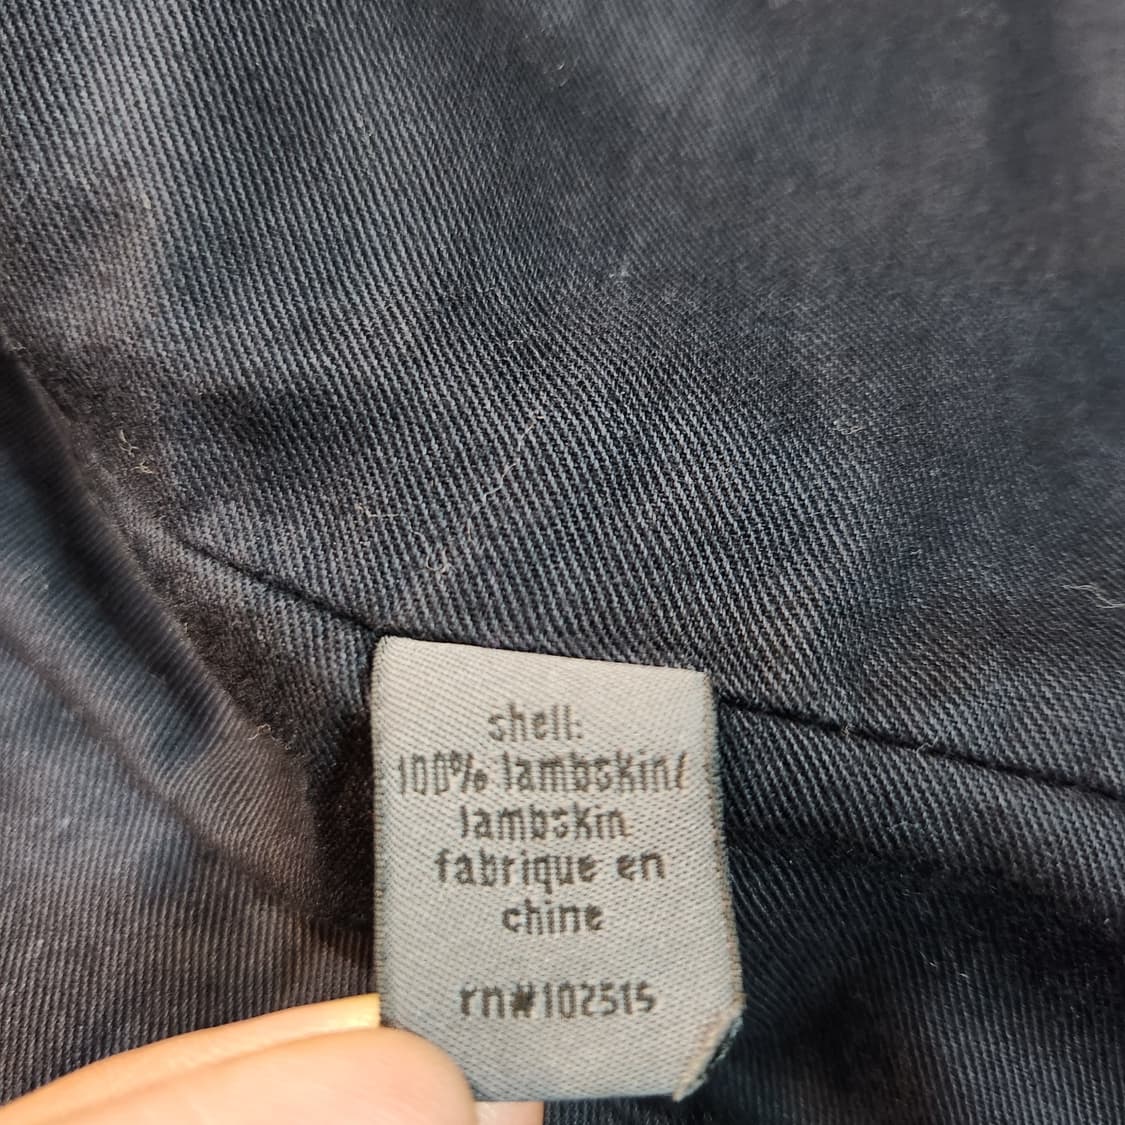 shell:
100% lambskin/
lambskin
fabrique en
chine
rn#102515